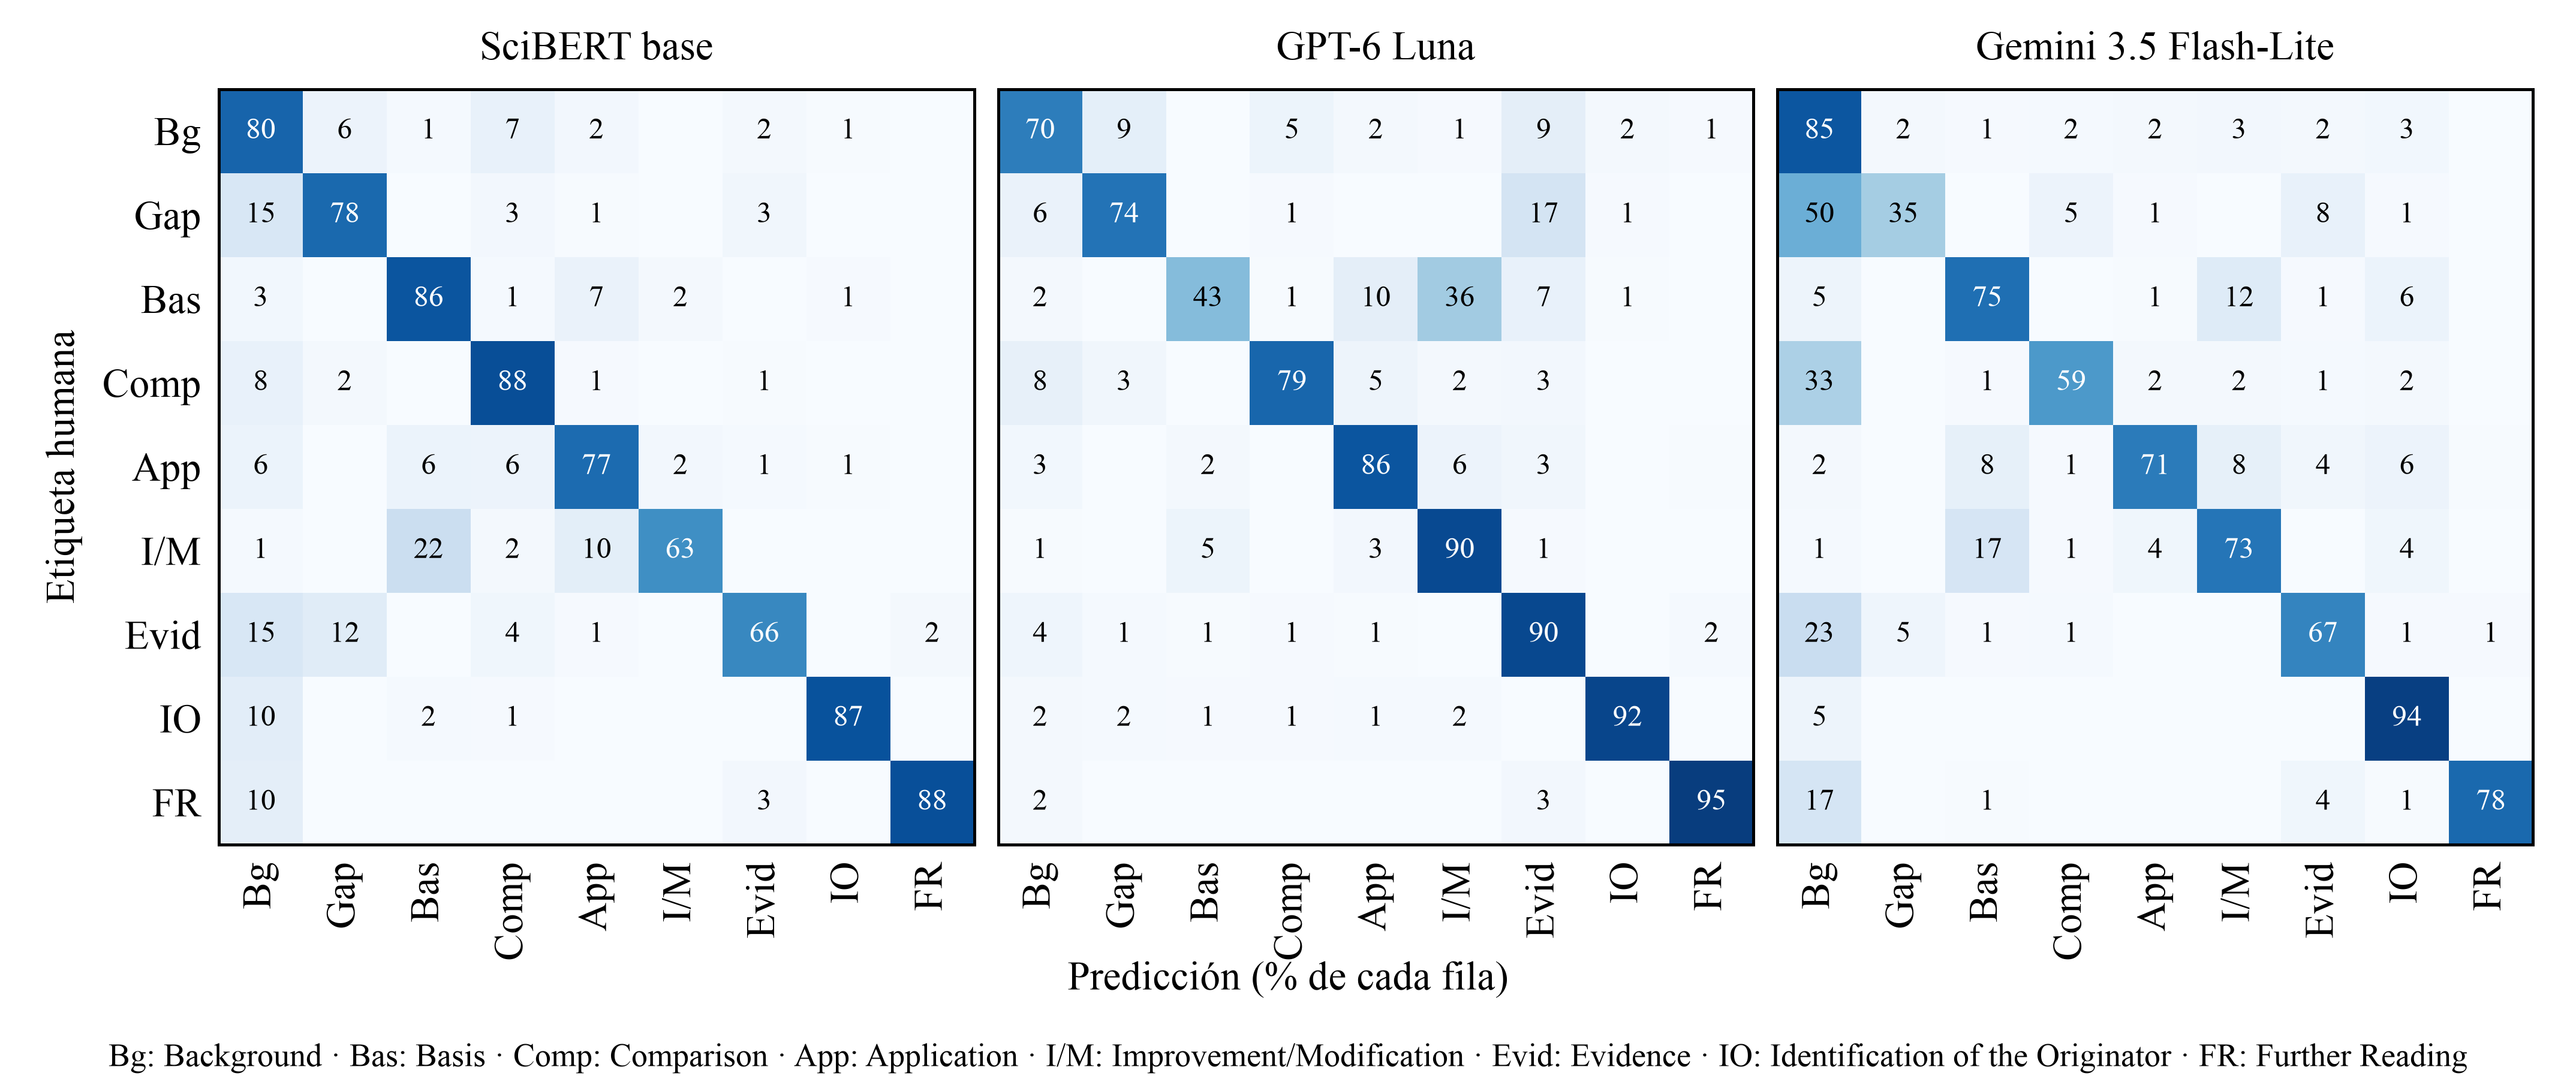 SciBERT base GPT-6 Luna Gemini 3.5 Flash-Lite
Etiqueta humana
Bg 80 6 1 7 2 2 1 70 9 5 2 1 9 2 1 85 2 1 2 2 3 2 3
Gap 15 78 3 1 3 6 74 1 17 1 50 35 5 1 8 1
Bas 3 86 1 7 2 1 2 43 1 10 36 7 1 5 75 1 12 1 6
Comp 8 2 88 1 1 8 3 79 5 2 3 33 1 59 2 2 1 2
App 6 6 6 77 2 1 1 3 2 86 6 3 2 8 1 71 8 4 6
I/M 1 22 2 10 63 1 5 3 90 1 1 17 1 4 73 4
Evid 15 12 4 1 66 2 4 1 1 1 1 90 2 23 5 1 1 67 1 1
IO 10 2 1 87 2 2 1 1 1 2 92 5 94
FR 10 3 88 2 3 95 17 1 4 1 78
Bg Gap Bas Comp App I/M Evid IO FR Bg Gap Bas Comp App I/M Evid IO FR Bg Gap Bas Comp App I/M Evid IO FR
Predicción (% de cada fila)
Bg: Background · Bas: Basis · Comp: Comparison · App: Application · I/M: Improvement/Modification · Evid: Evidence · IO: Identification of the Originator · FR: Further Reading